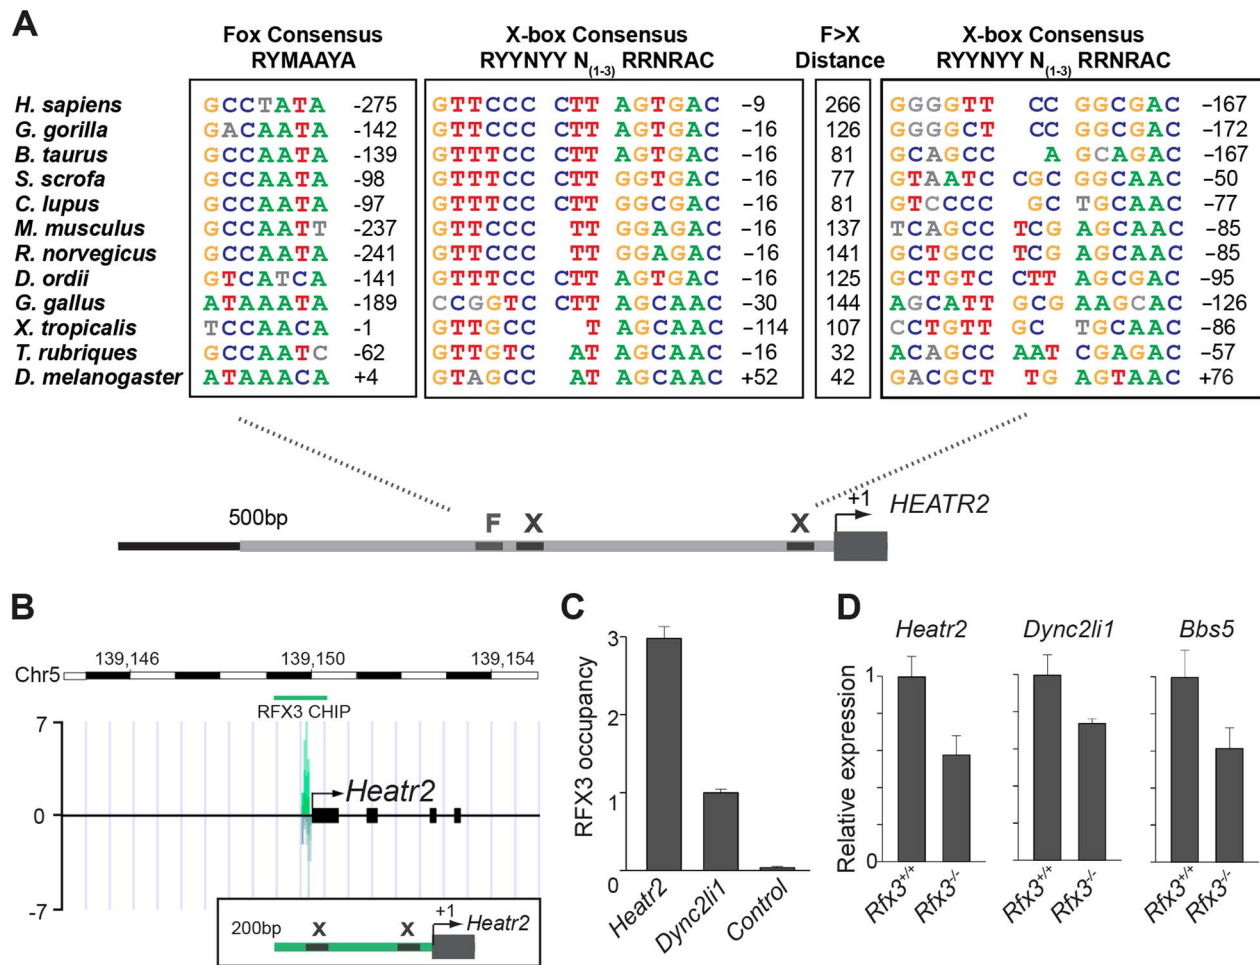 A
Fox Consensus X-box Consensus F>X X-box Consensus
RYMAAYA RYYNYY N(1-3) RRNRAC Distance RYYNYY N(1-3) RRNRAC
H. sapiens GCCTATA -275 GTTCCC CTT AGTGAC -9 266 GGGGTT CC GGCGAC -167
G. gorilla GACAATA -142 GTTCCC CTT AGTGAC -16 126 GGGGCT CC GGCGAC -172
B. taurus GCCAATA -139 GTTTCC CTT AGTGAC -16 81 GCAGCC A GCAGAC -167
S. scrofa GCCAATA -98 GTTTCC CTT GGTGAC -16 77 GTAATC CGC GGCAAC -50
C. lupus GCCAATA -97 GTTTCC CTT GGCGAC -16 81 GTCCCC GC TGCAAC -77
M. musculus GCCAATT -237 GTTTCC TT GGAGAC -16 137 TCAGCC TCG AGCAAC -85
R. norvegicus GCCAATA -241 GTTTCC TT GGAGAC -16 141 GCTGCC TCG AGCAAC -85
D. ordii GTCATCA -141 GTTTCC CTT AGTGAC -16 125 GCTGTC CTT AGCGAC -95
G. gallus ATAAATA -189 CCGGTC CTT AGCAAC -30 144 AGCATT GCG AAGCAC -126
X. tropicalis TCCAACA -1 GTTGCC T AGCAAC -114 107 CCTGTT GC TGCAAC -86
T. rubriques GCCAATC -62 GTTGTC AT AGCAAC -16 32 ACAGCC AAT CGAGAC -57
D. melanogaster ATAAACA +4 GTAGCC AT AGCAAC +52 42 GACGCT TG AGTAAC +76
500bp F X X +1 HEATR2
B
139,146 139,150 139,154
Chr5
RFX3 CHIP
7
Heatr2
0
-7
200bp X X +1 Heatr2
C
RFX3 occupancy
3
2
1
0
Heatr2 Dync2li1 Control
D
Heatr2 Dync2li1 Bbs5
Relative expression
1 1 1
0 0 0
Rfx3+/+ Rfx3-/- Rfx3+/+ Rfx3-/- Rfx3+/+ Rfx3-/-